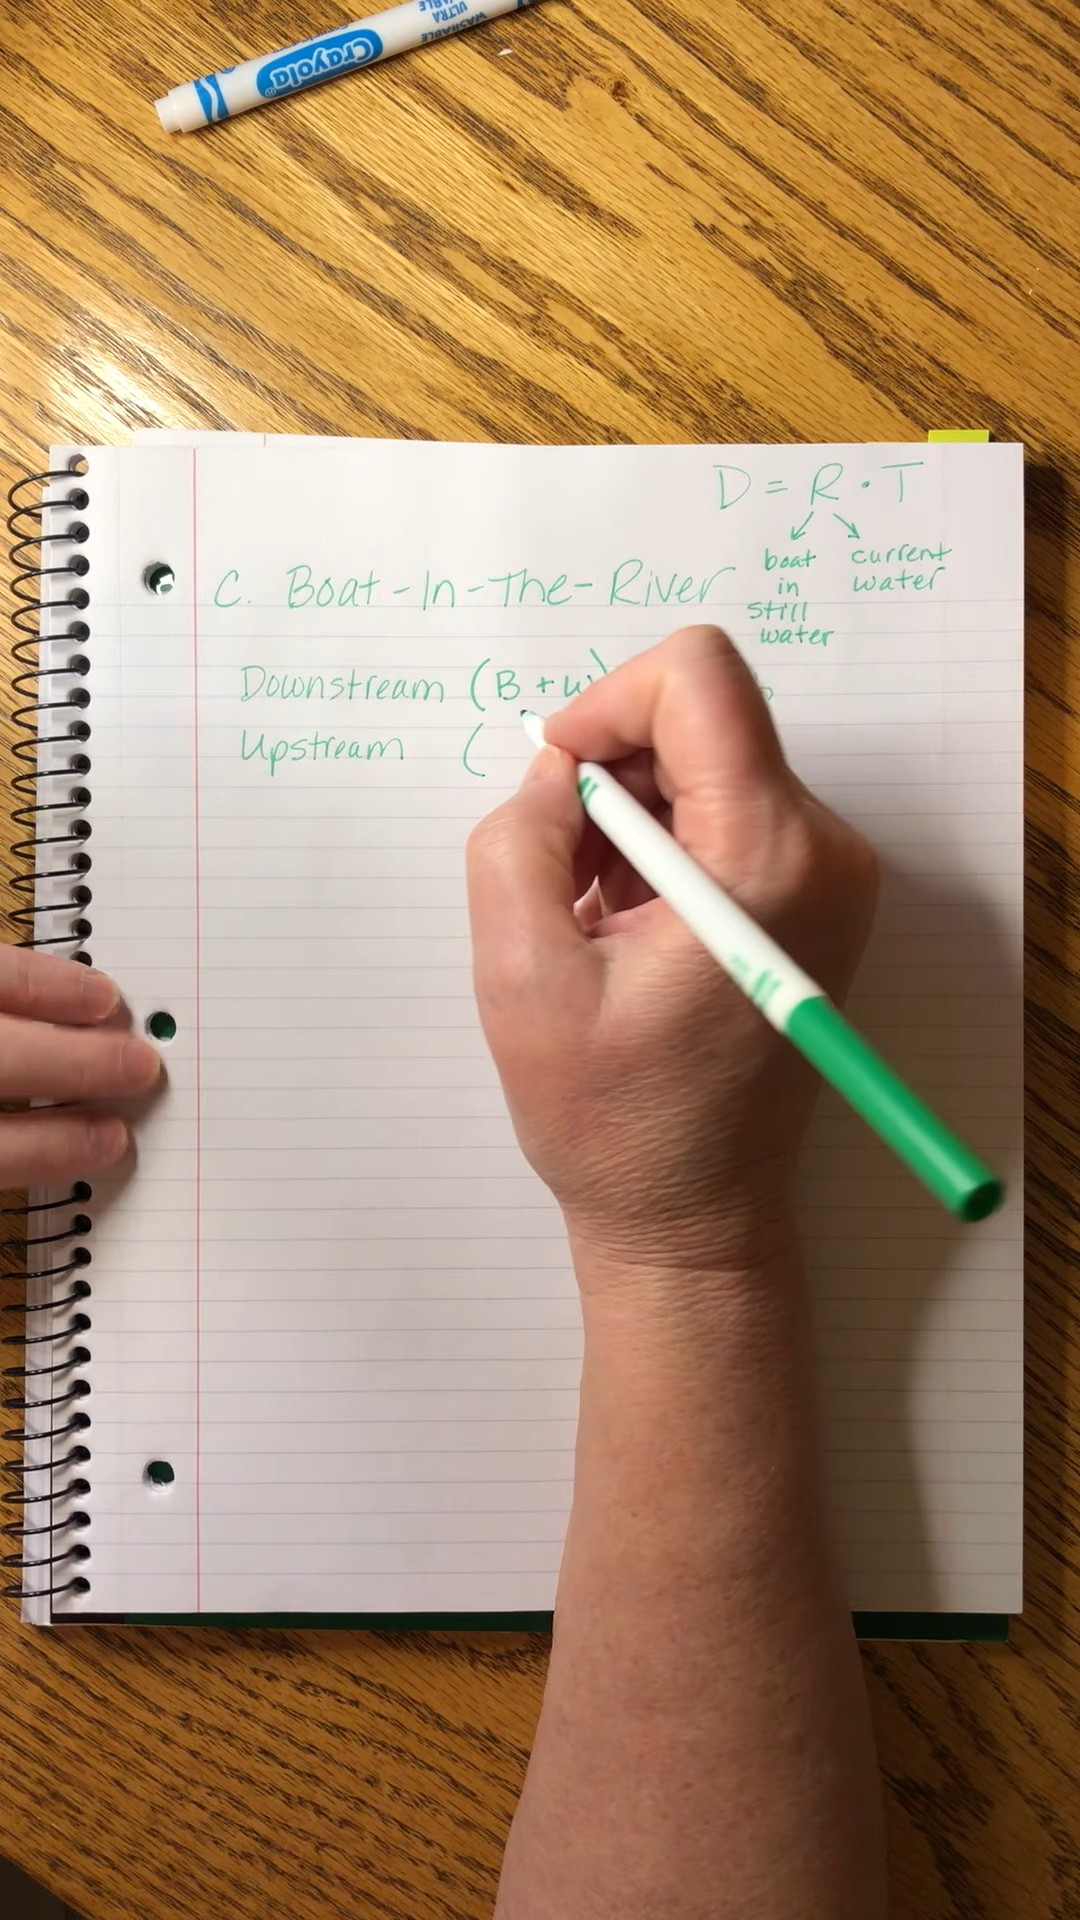 Crayola
ULTRA
WASHABLE
D = R · T
boat
in
still
water
current
water
C. Boat-In-The-River
Downstream (B + W)
Upstream (